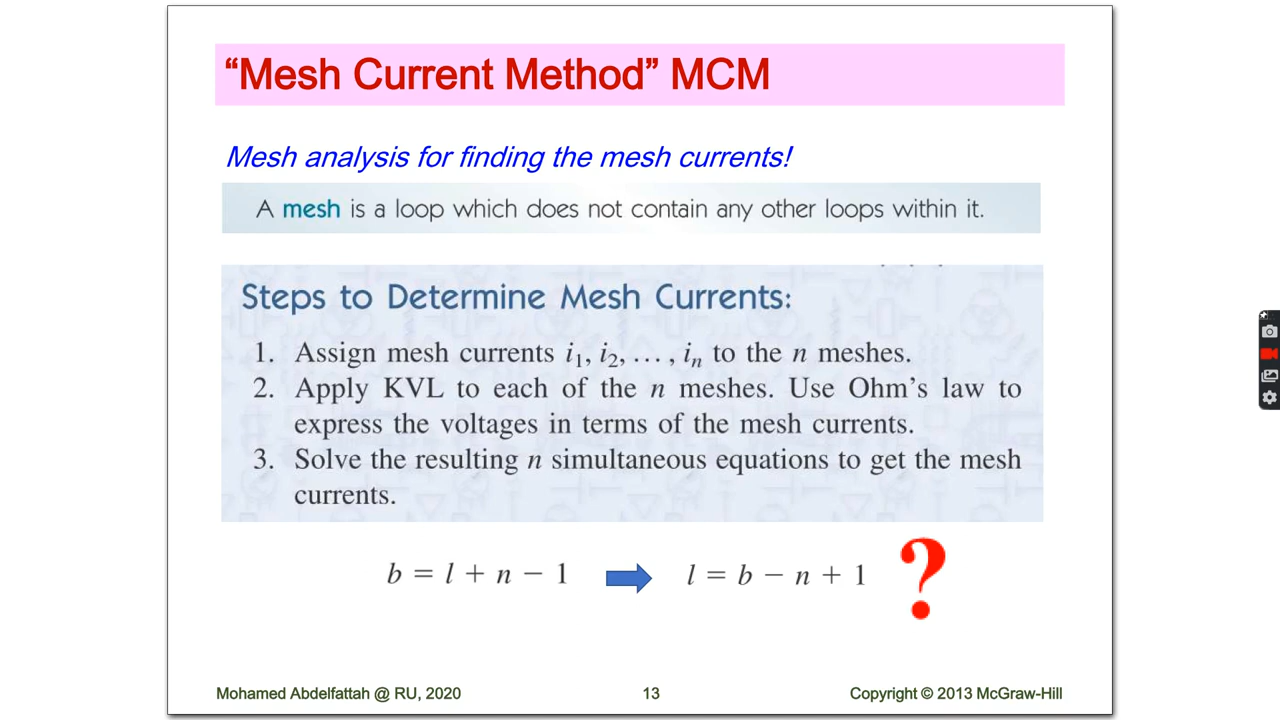 “Mesh Current Method” MCM
Mesh analysis for finding the mesh currents!
A mesh is a loop which does not contain any other loops within it.
Steps to Determine Mesh Currents:
1. Assign mesh currents i₁, i₂, ..., iₙ to the n meshes.
2. Apply KVL to each of the n meshes. Use Ohm’s law to
express the voltages in terms of the mesh currents.
3. Solve the resulting n simultaneous equations to get the mesh
currents.
b = l + n − 1 l = b − n + 1 ?
Mohamed Abdelfattah @ RU, 2020 13 Copyright © 2013 McGraw-Hill